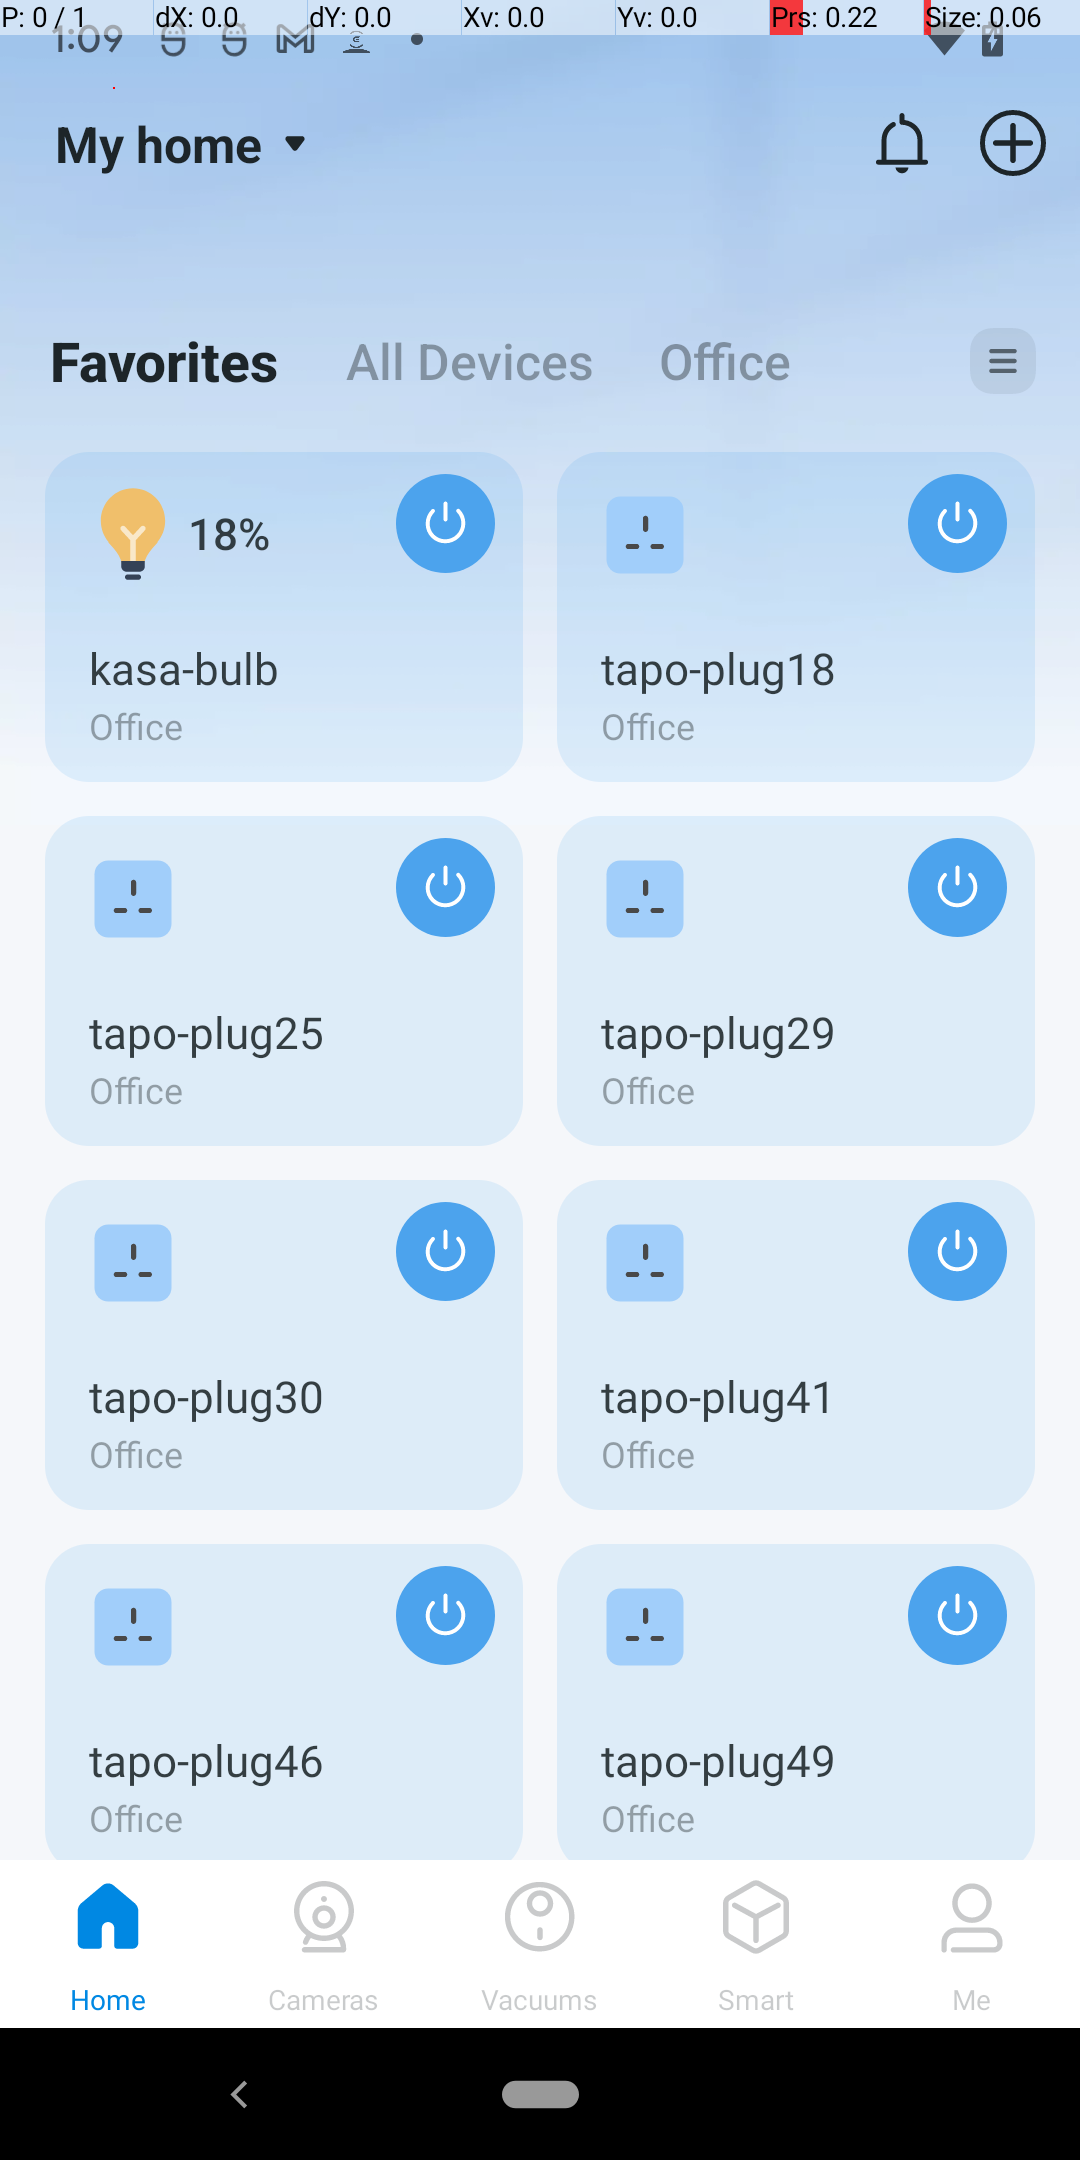 P: 0 / 1 dX: 0.0 dY: 0.0 Xv: 0.0 Yv: 0.0 Prs: 0.22 Size: 0.06
1:09
My home
Favorites All Devices Office
18%
kasa-bulb
Office
tapo-plug18
Office
tapo-plug25
Office
tapo-plug29
Office
tapo-plug30
Office
tapo-plug41
Office
tapo-plug46
Office
tapo-plug49
Office
Home Cameras Vacuums Smart Me